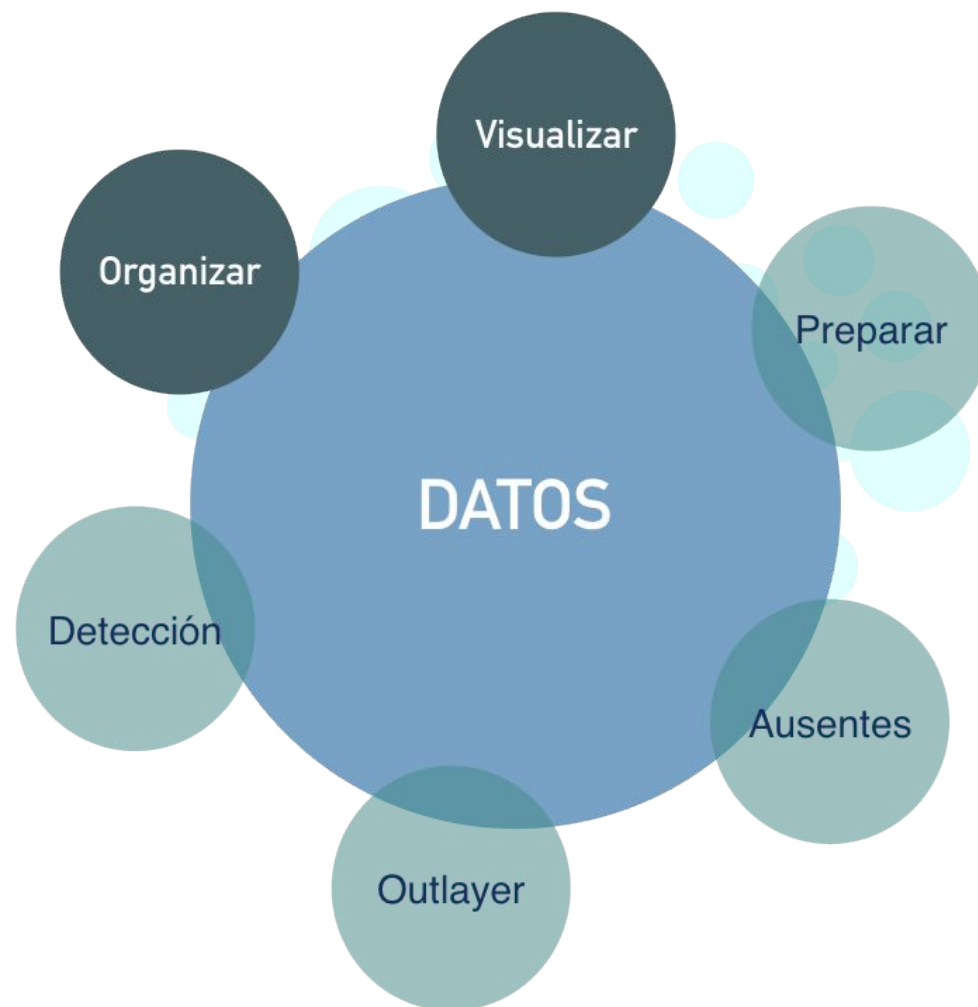 Visualizar
Organizar
Preparar
DATOS
Detección
Ausentes
Outlayer